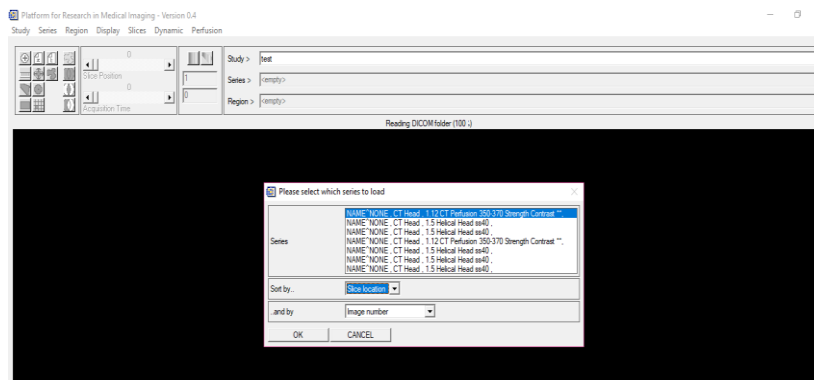 Platform for Research in Medical Imaging - Version 0.4
Study Series Region Display Slices Dynamic Perfusion
0
Slice Position
0
Acquisition Time
1
0
Study > test
Series > <empty>
Region > <empty>
Reading DICOM folder (100 ;)
Please select which series to load
Series
NAME^NONE , CT Head , 1.12 CT Perfusion 350-370 Strength Contrast "",
NAME^NONE , CT Head , 1.5 Helical Head ss40 ,
NAME^NONE , CT Head , 1.5 Helical Head ss40 ,
NAME^NONE , CT Head , 1.12 CT Perfusion 350-370 Strength Contrast "",
NAME^NONE , CT Head , 1.5 Helical Head ss40 ,
NAME^NONE , CT Head , 1.5 Helical Head ss40 ,
NAME^NONE , CT Head , 1.5 Helical Head ss40 ,
Sort by.. Slice location
..and by Image number
OK CANCEL